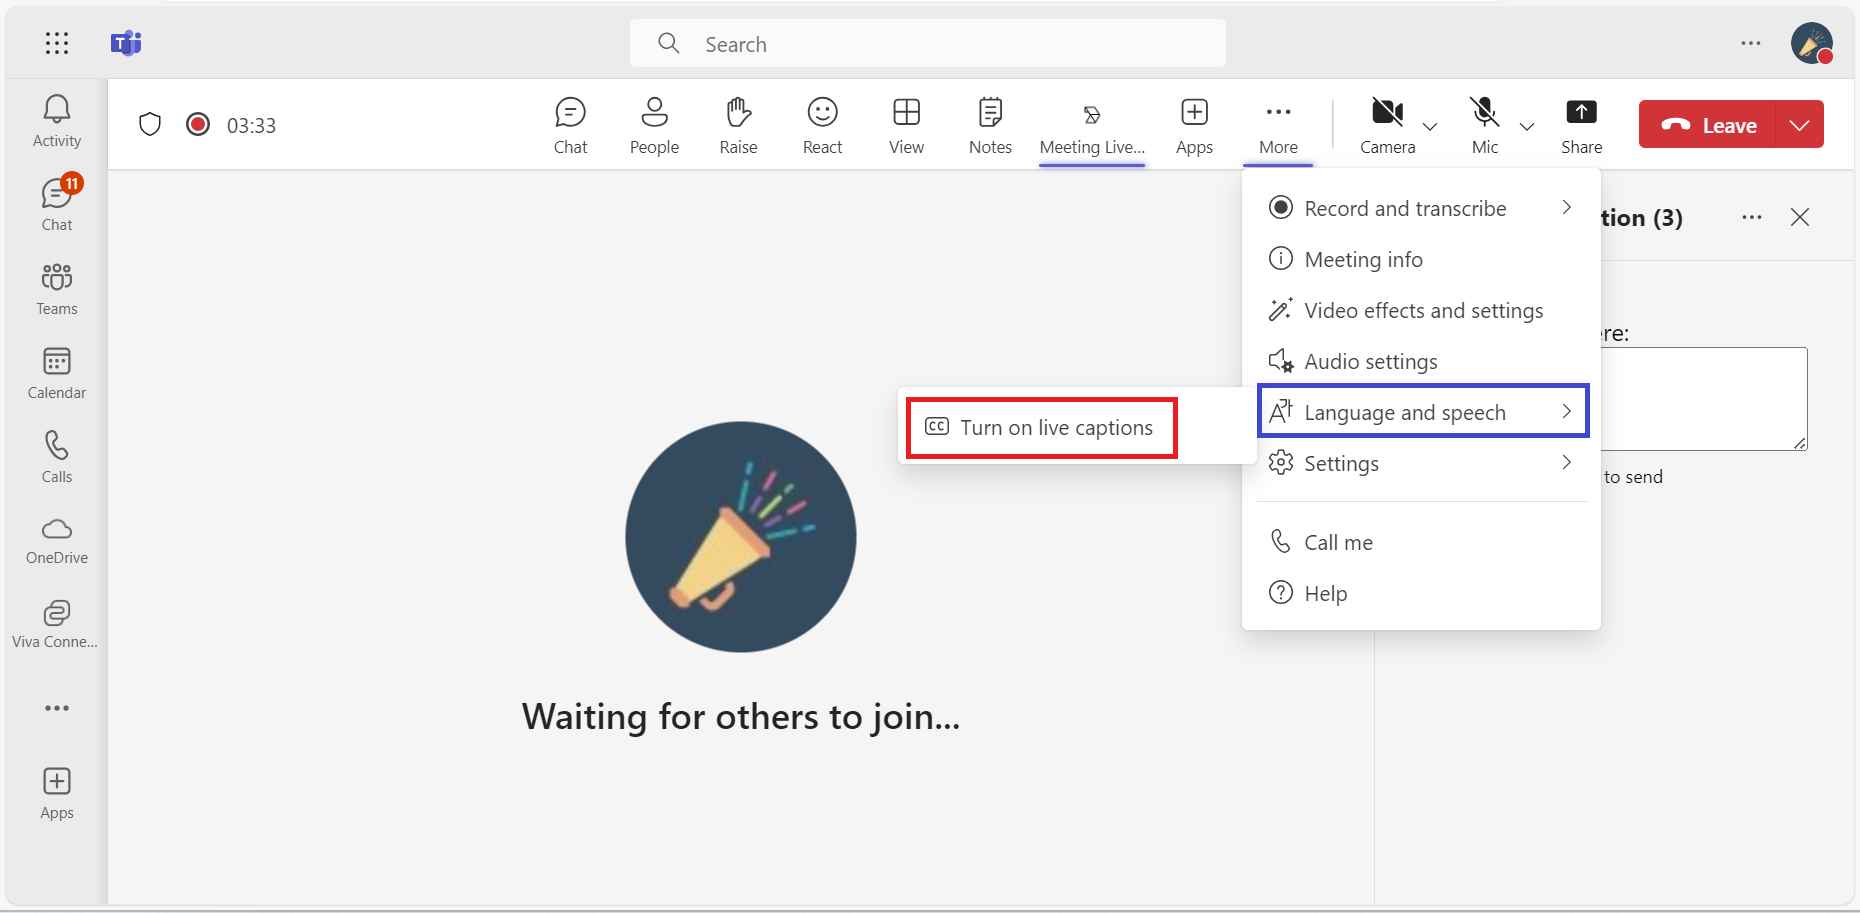 Search
Activity
11
Chat
Teams
Calendar
Calls
OneDrive
Viva Conne...
Apps
03:33
Chat
People
Raise
React
View
Notes
Meeting Live...
Apps
More
Camera
Mic
Share
Leave
Record and transcribe
Meeting info
Video effects and settings
Audio settings
Language and speech
Settings
Call me
Help
CC Turn on live captions
tion (3)
ere:
to send
Waiting for others to join...